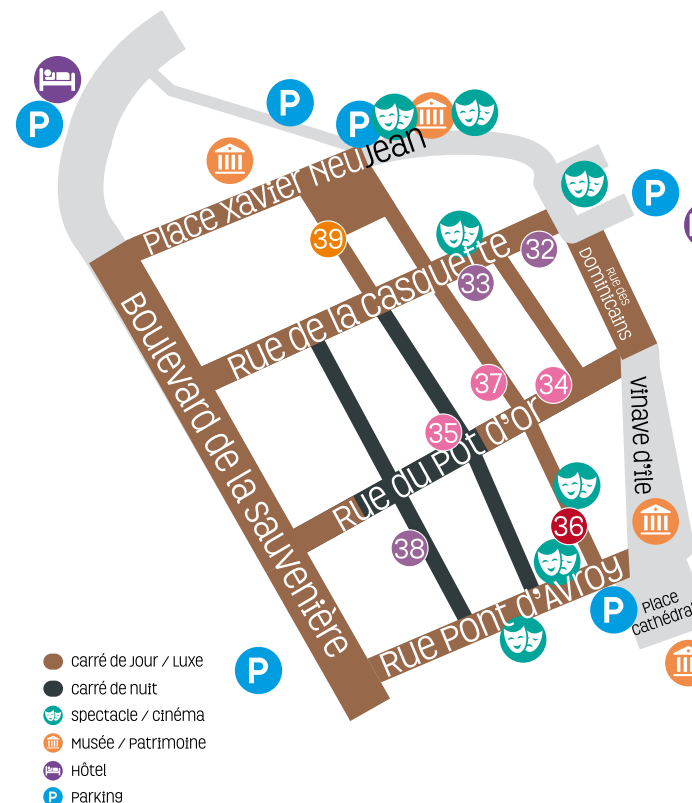 P
P
P
Place Xavier Neujean
P
39
32
33
Rue de la casquette
Rue des
Dominicains
Boulevard de la sauvenière
37
34
35
Rue du Pot d'or
Vinave d'île
36
38
Rue Pont d'Avroy
P
Place
cathédral
P
carré de Jour / Luxe
carré de nuit
spectacle / cinéma
Musée / Patrimoine
Hôtel
P Parking